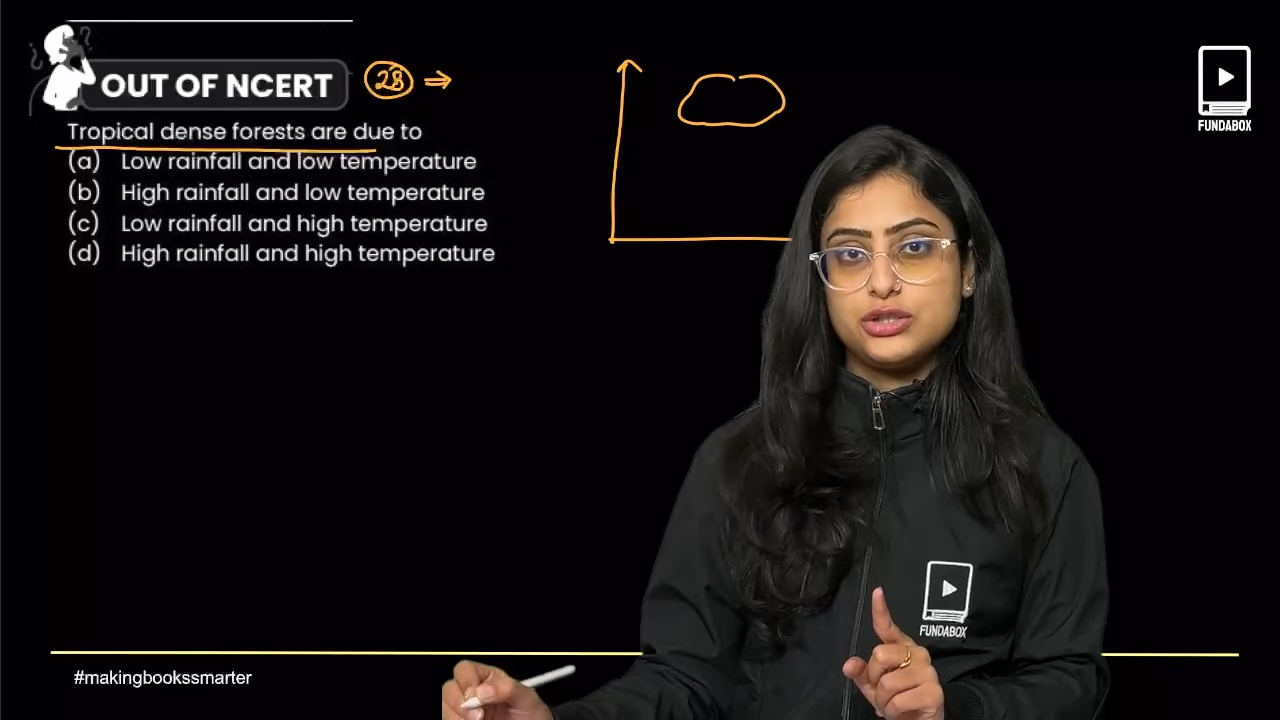 OUT OF NCERT 28 ⇒
Tropical dense forests are due to
(a) Low rainfall and low temperature
(b) High rainfall and low temperature
(c) Low rainfall and high temperature
(d) High rainfall and high temperature
FUNDABOX
FUNDABOX
#makingbookssmarter